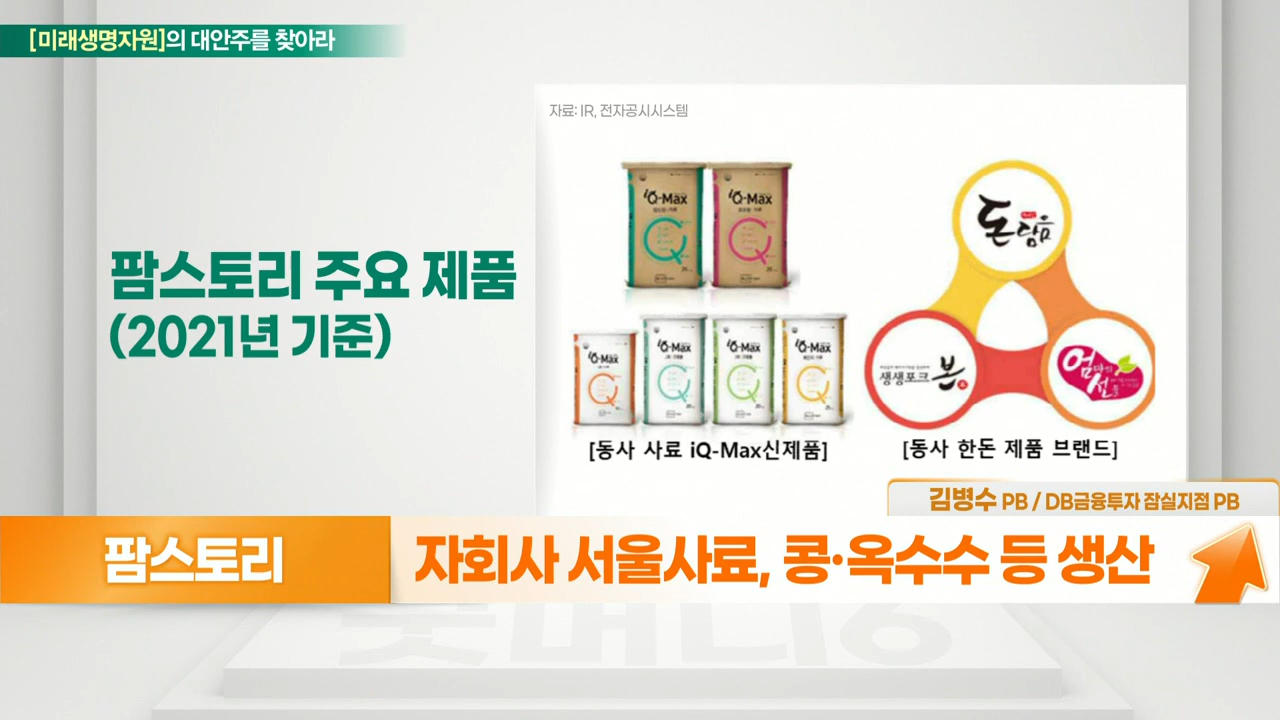 [미래생명자원]의 대안주를 찾아라
자료: IR, 전자공시시스템
팜스토리 주요 제품
(2021년 기준)
iQ-Max
iQ-Max
iQ-Max
iQ-Max
iQ-Max
iQ-Max
돈담음
생생포크 본
엄마의 선물
[동사 사료 iQ-Max신제품]
[동사 한돈 제품 브랜드]
김병수 PB / DB금융투자 잠실지점 PB
팜스토리
자회사 서울사료, 콩·옥수수 등 생산